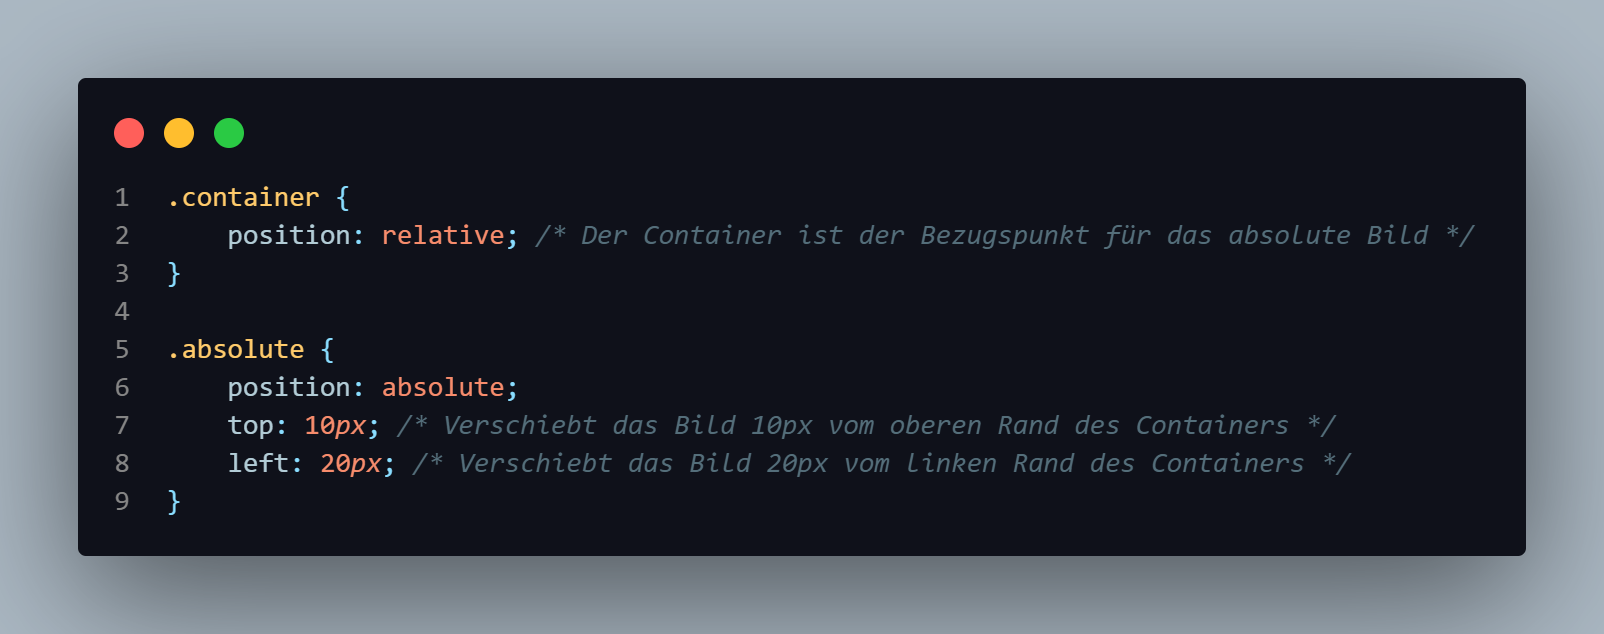 1 .container {
2 position: relative; /* Der Container ist der Bezugspunkt für das absolute Bild */
3 }
4
5 .absolute {
6 position: absolute;
7 top: 10px; /* Verschiebt das Bild 10px vom oberen Rand des Containers */
8 left: 20px; /* Verschiebt das Bild 20px vom linken Rand des Containers */
9 }